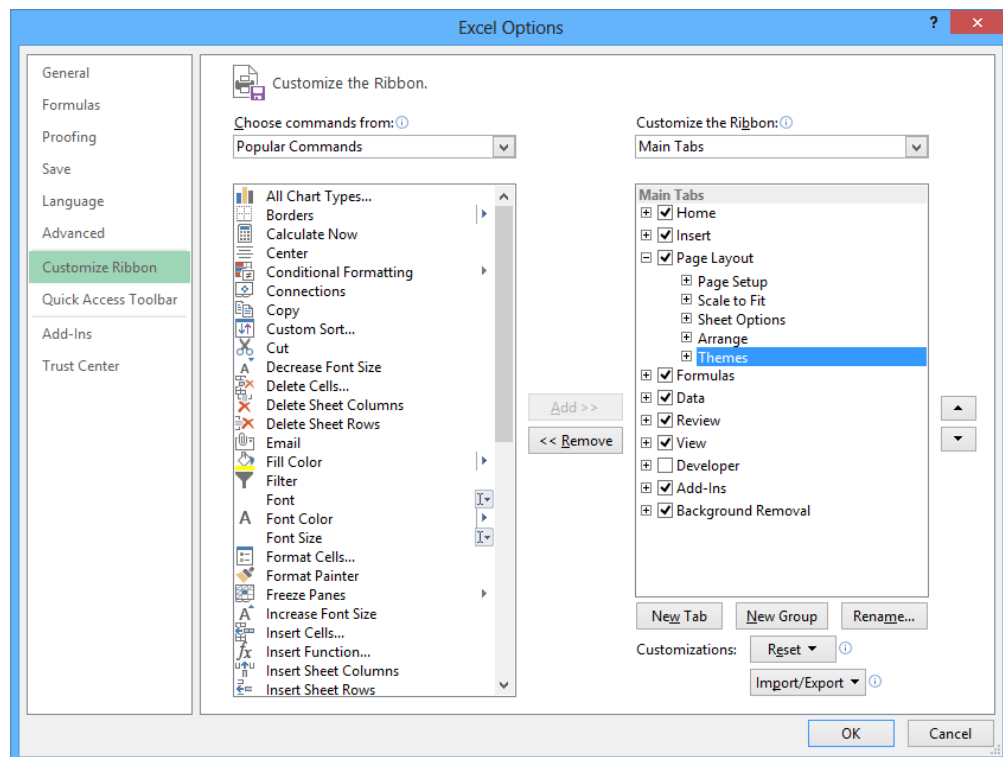 Excel Options
?
General
Formulas
Proofing
Save
Language
Advanced
Customize Ribbon
Quick Access Toolbar
Add-Ins
Trust Center
Customize the Ribbon.
Choose commands from:
Popular Commands
All Chart Types...
Borders
Calculate Now
Center
Conditional Formatting
Connections
Copy
Custom Sort...
Cut
Decrease Font Size
Delete Cells...
Delete Sheet Columns
Delete Sheet Rows
Email
Fill Color
Filter
Font
Font Color
Font Size
Format Cells...
Format Painter
Freeze Panes
Increase Font Size
Insert Cells...
Insert Function...
Insert Sheet Columns
Insert Sheet Rows
Add >>
<< Remove
Customize the Ribbon:
Main Tabs
Main Tabs
Home
Insert
Page Layout
Page Setup
Scale to Fit
Sheet Options
Arrange
Themes
Formulas
Data
Review
View
Developer
Add-Ins
Background Removal
New Tab New Group Rename...
Customizations: Reset
Import/Export
OK Cancel